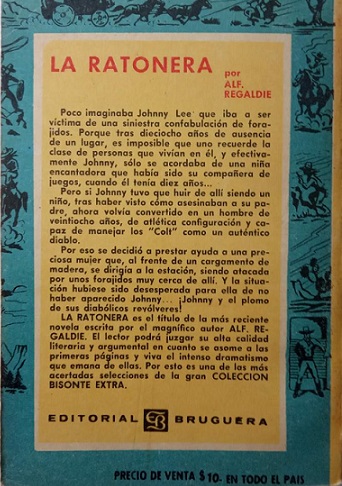 LA RATONERA
por
ALF.
REGALDIE
Poco imaginaba Johnny Lee que iba a ser
víctima de una siniestra confabulación de fora-
jidos. Porque tras dieciocho años de ausencia
de un lugar, es imposible que uno recuerde la
clase de personas que vivían en él, y efectiva-
mente Johnny, sólo se acordaba de una niña
encantadora que había sido su compañera de
juegos, cuando él tenía diez años...
Pero si Johnny tuvo que huir de allí siendo un
niño, tras haber visto cómo asesinaban a su pa-
dre, ahora volvía convertido en un hombre de
veintiocho años, de atlética configuración y ca-
paz de manejar los "Colt" como un auténtico
diablo.
Por eso se decidió a prestar ayuda a una pre-
ciosa mujer que, al frente de un cargamento de
madera, se dirigía a la estación, siendo atacada
por unos forajidos muy cerca de allí. Y la situa-
ción hubiese sido desesperada para ella de no
haber aparecido Johnny... ¡Johnny y el plomo
de sus diabólicos revólveres!
LA RATONERA es el título de la más reciente
novela escrita por el magnífico autor ALF. RE-
GALDIE. El lector podrá juzgar su alta calidad
literaria y argumental en cuanto se asome a las
primeras páginas y viva el intenso dramatismo
que emana de ellas. Por esto es una de las más
acertadas selecciones de la gran COLECCION
BISONTE EXTRA.
EDITORIAL B BRUGUERA
PRECIO DE VENTA $10.- EN TODO EL PAIS